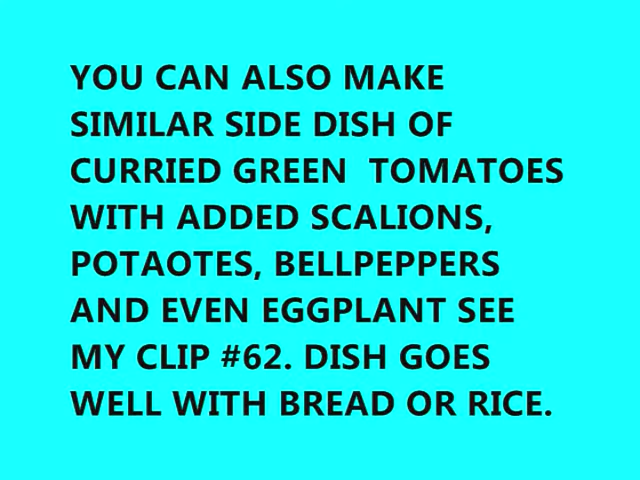 YOU CAN ALSO MAKE
SIMILAR SIDE DISH OF
CURRIED GREEN  TOMATOES
WITH ADDED SCALIONS,
POTAOTES, BELLPEPPERS
AND EVEN EGGPLANT SEE
MY CLIP #62. DISH GOES
WELL WITH BREAD OR RICE.